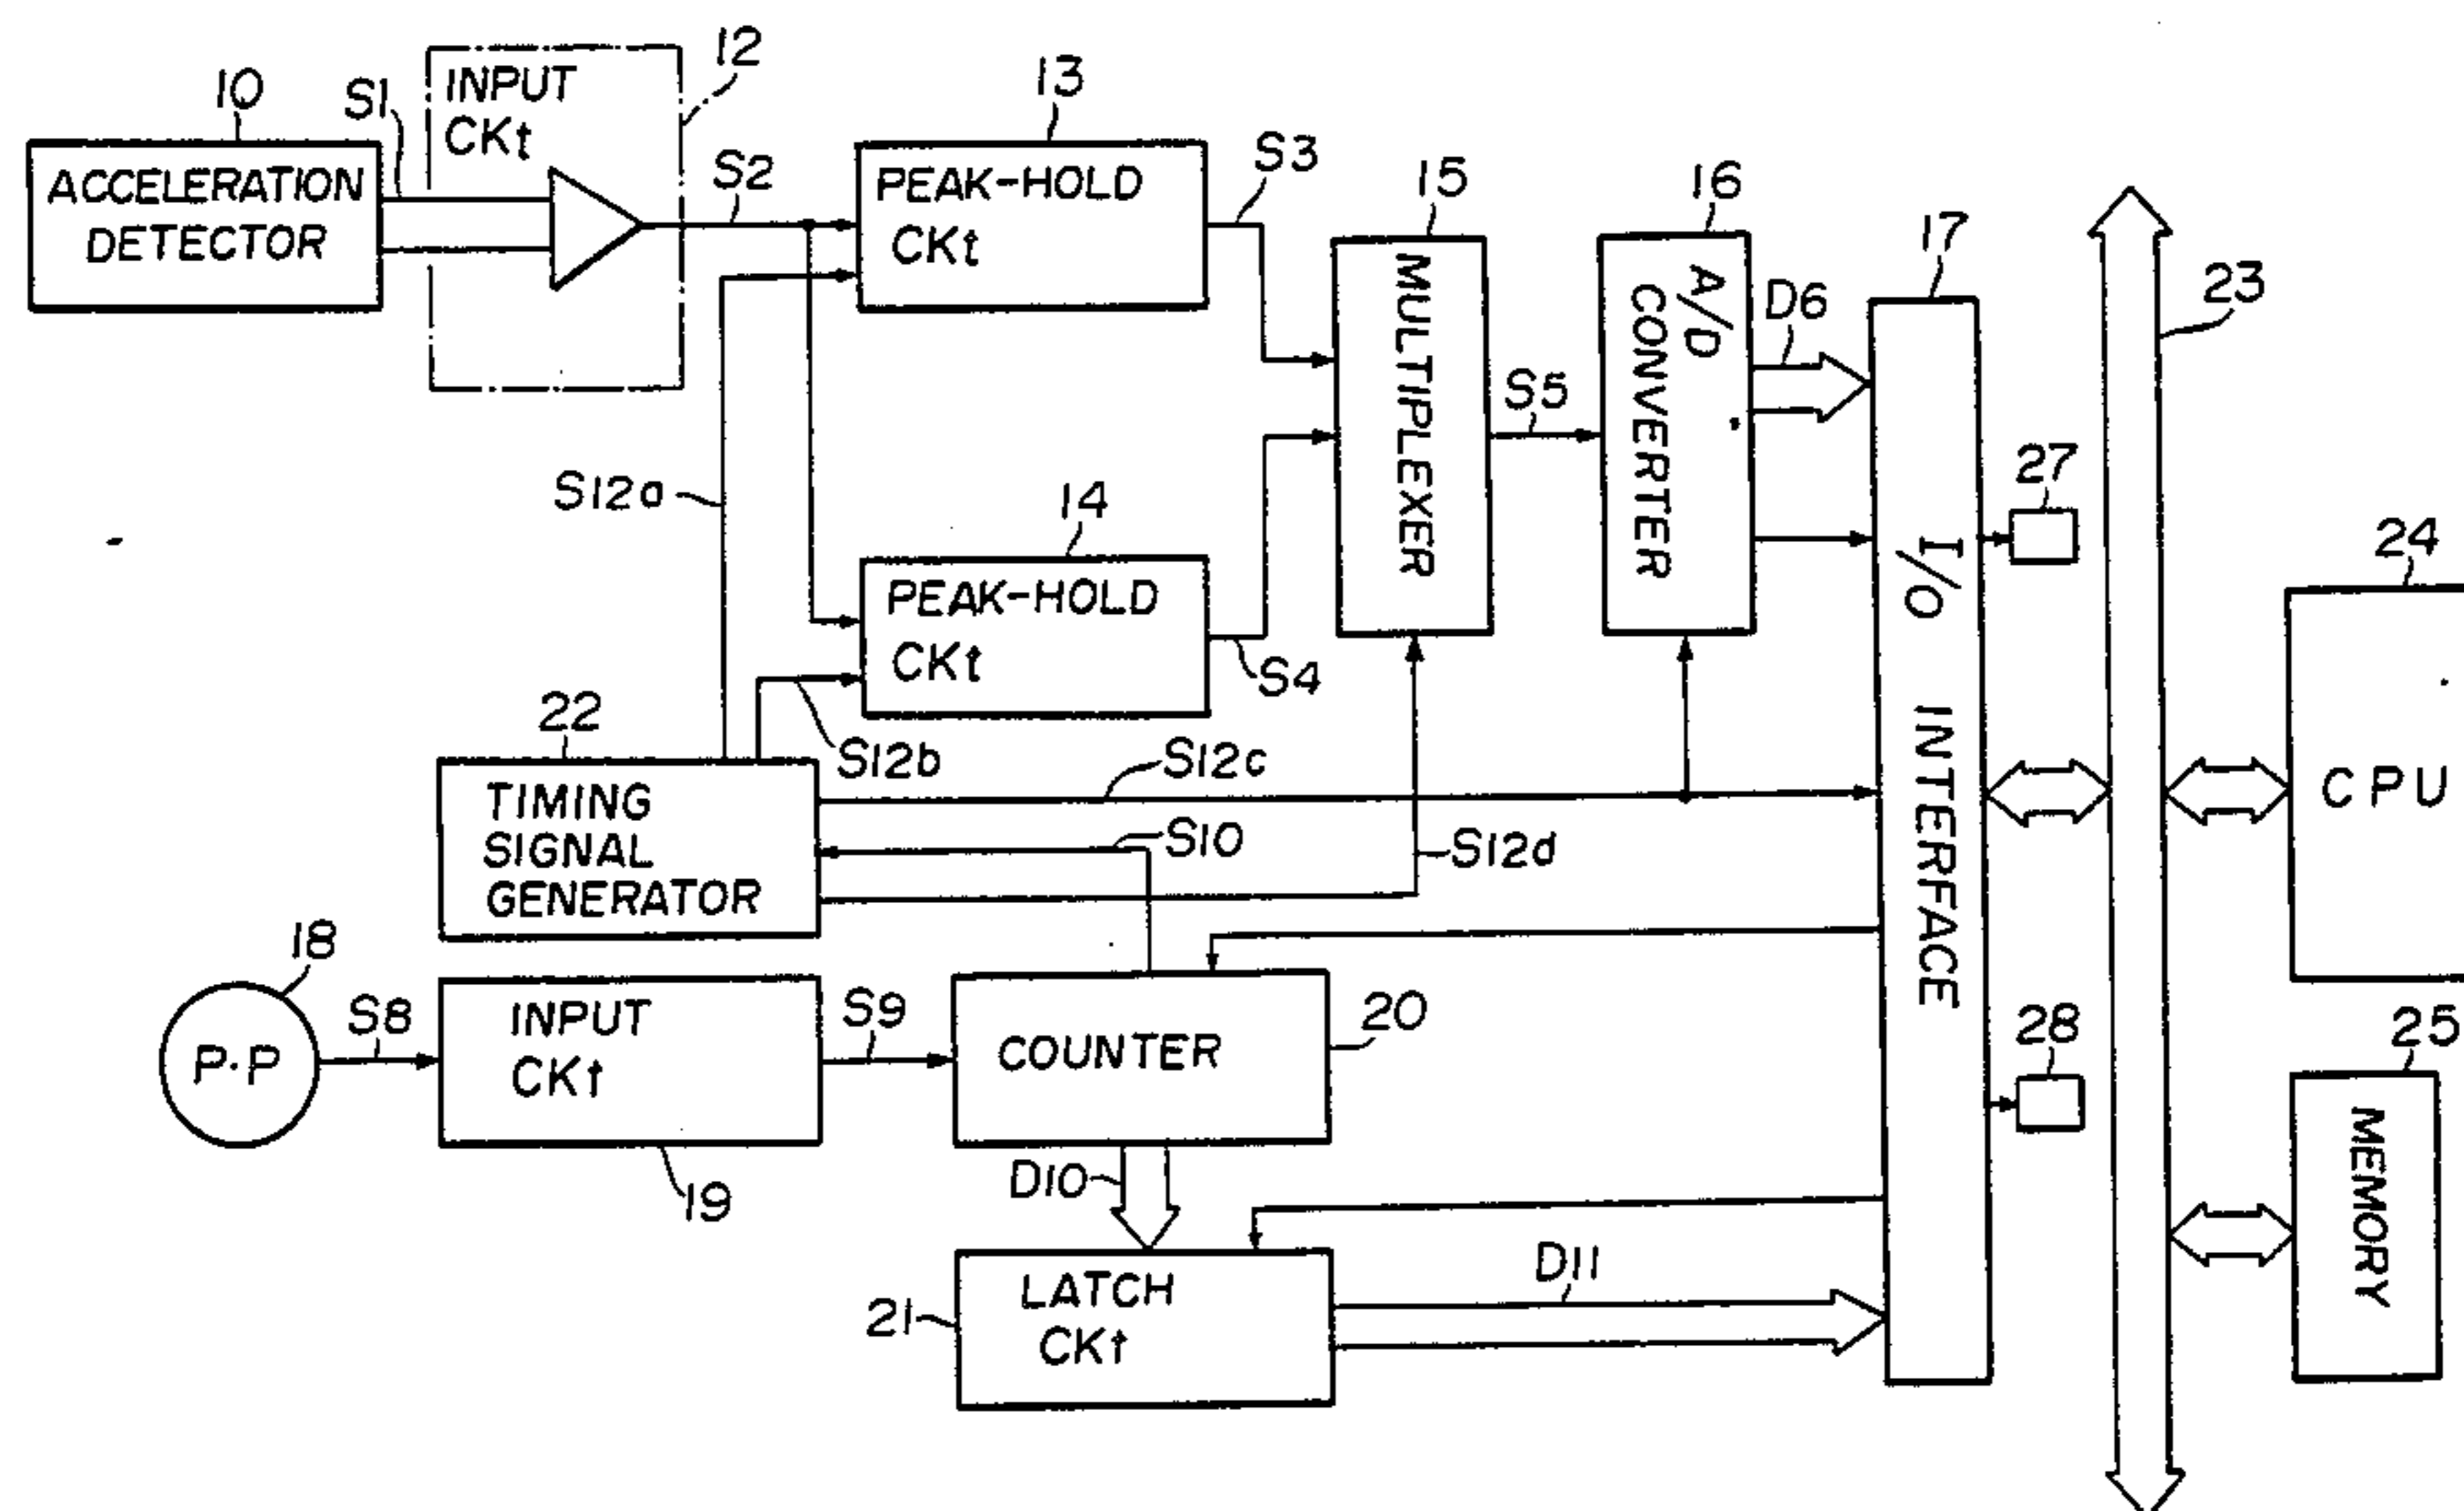 10
S1
INPUT
CKt
12
ACCELERATION
DETECTOR
S2
13
PEAK-HOLD
CKt
S3
15
MULTIPLEXER
16
A/D
CONVERTER
S5
D6
17
I/O
INTERFACE
23
27
24
CPU
S12a
14
PEAK-HOLD
CKt
S4
22
S12b
S12c
TIMING
SIGNAL
GENERATOR
S10
S12d
18
P·P
S8
INPUT
CKt
19
S9
COUNTER
20
28
25
MEMORY
D10
21
LATCH
CKt
D11